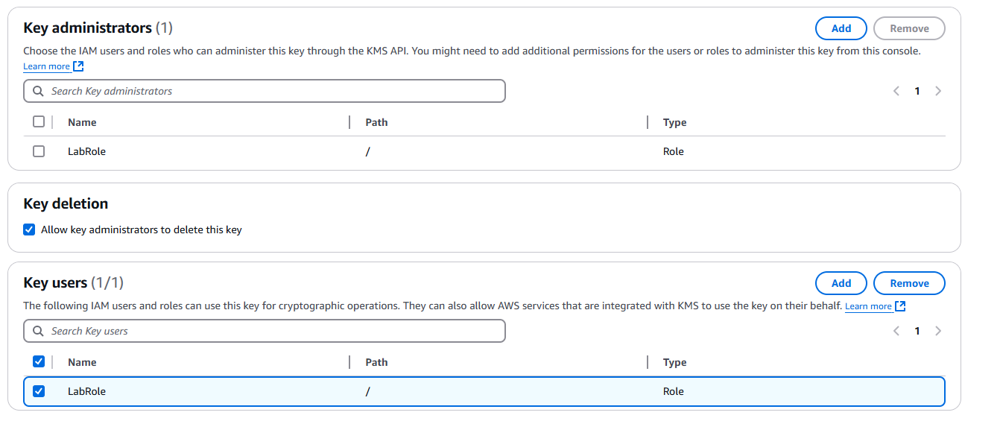 Key administrators (1)
Add
Remove
Choose the IAM users and roles who can administer this key through the KMS API. You might need to add additional permissions for the users or roles to administer this key from this console.
Learn more
Search Key administrators
1
Name
Path
Type
LabRole
/
Role
Key deletion
Allow key administrators to delete this key
Key users (1/1)
Add
Remove
The following IAM users and roles can use this key for cryptographic operations. They can also allow AWS services that are integrated with KMS to use the key on their behalf. Learn more
Search Key users
1
Name
Path
Type
LabRole
/
Role